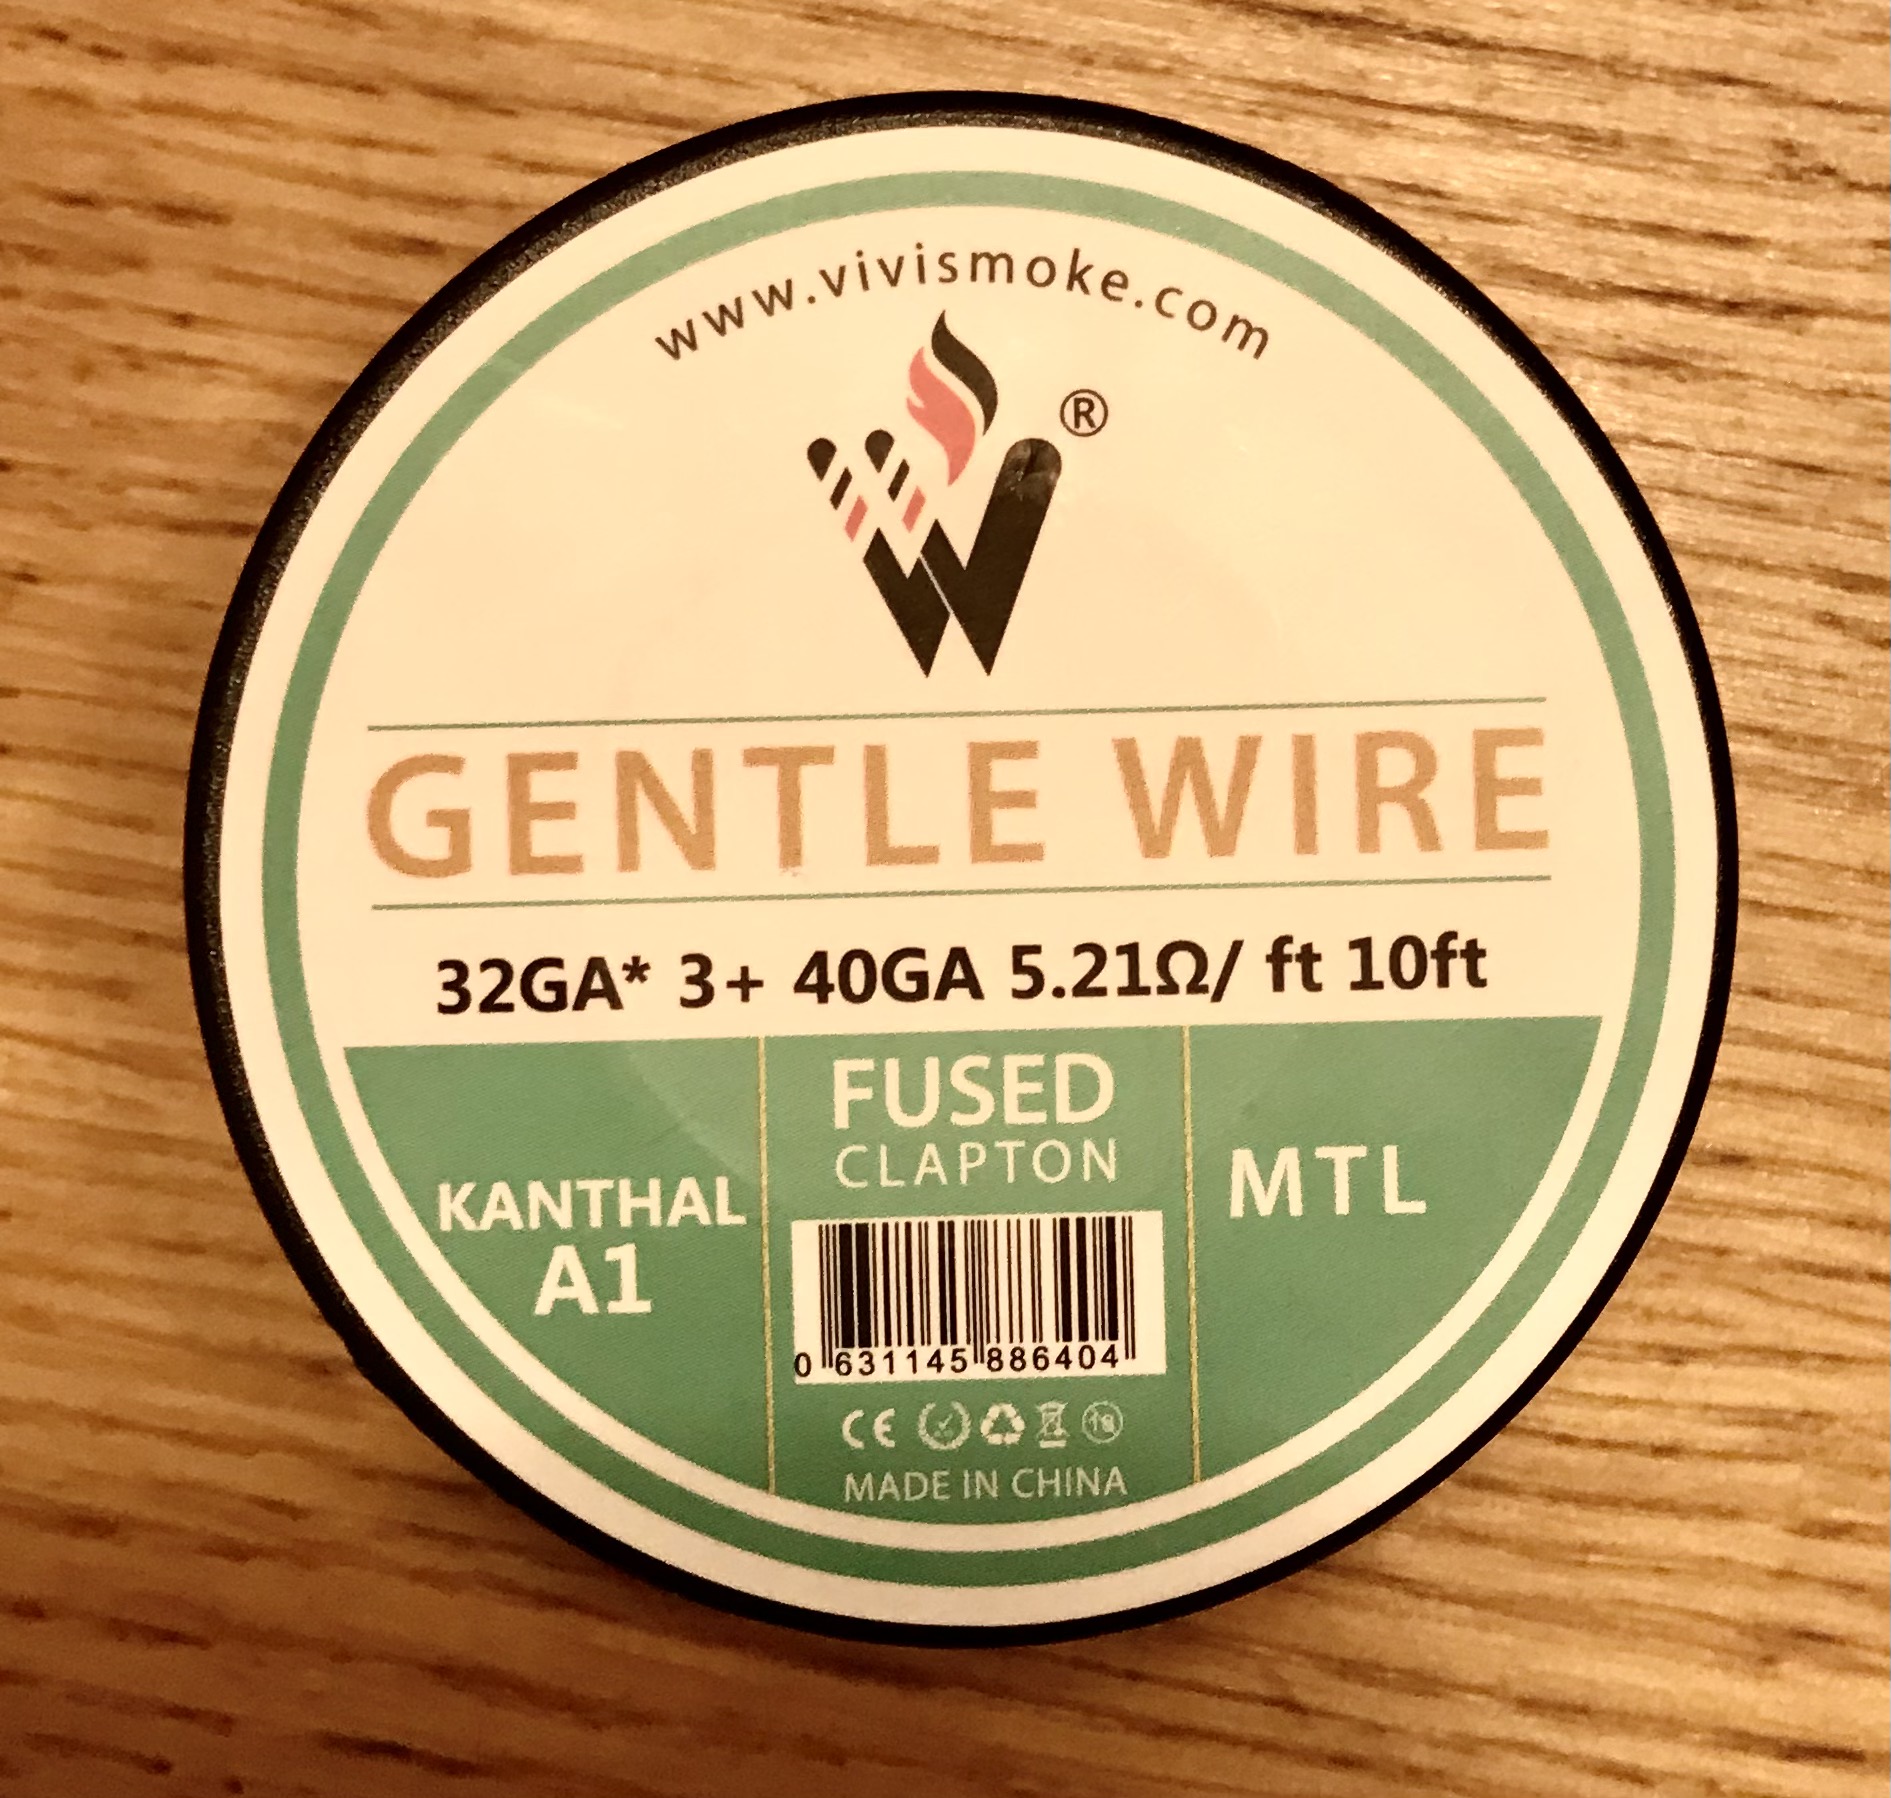 www.vivismoke.com
®
GENTLE WIRE
32GA* 3+ 40GA 5.21Ω/ ft 10ft
KANTHAL
A1
FUSED
CLAPTON
MTL
0 631145 886404
CE
MADE IN CHINA